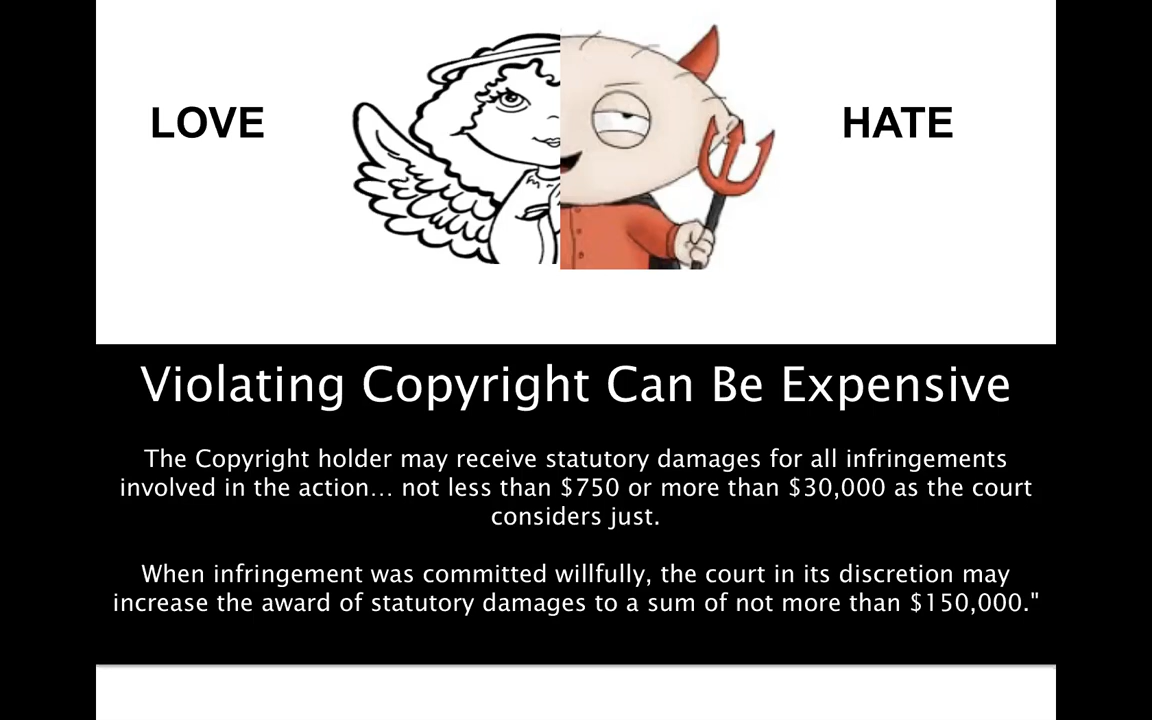 LOVE
HATE
Violating Copyright Can Be Expensive
The Copyright holder may receive statutory damages for all infringements
involved in the action... not less than $750 or more than $30,000 as the court
considers just.
When infringement was committed willfully, the court in its discretion may
increase the award of statutory damages to a sum of not more than $150,000."